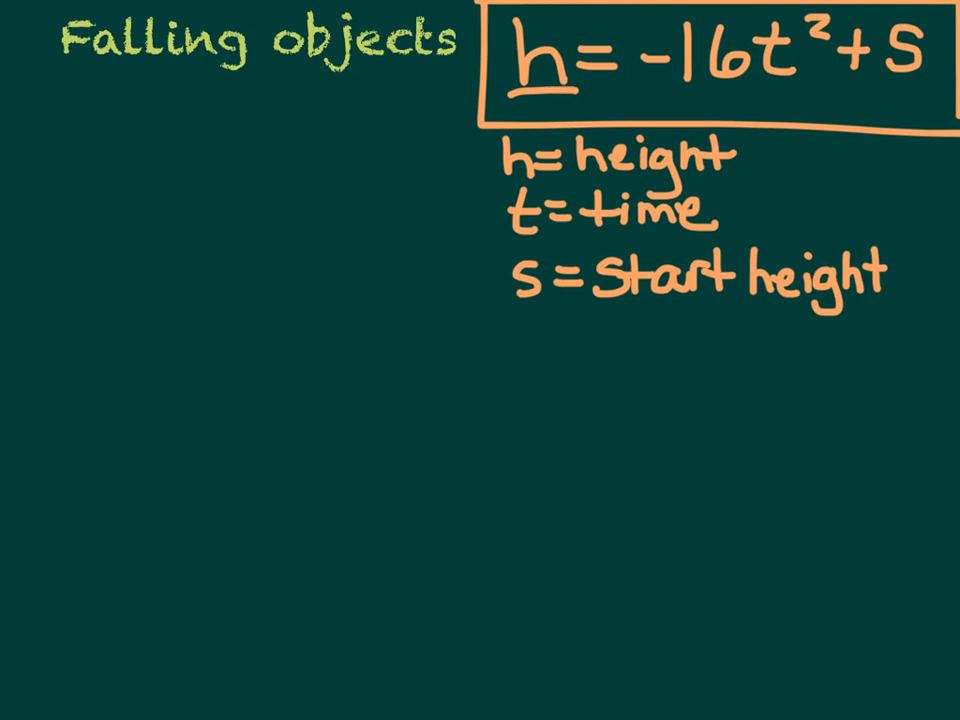 Falling objects
h = -16t² + s
h = height
t = time
s = start height